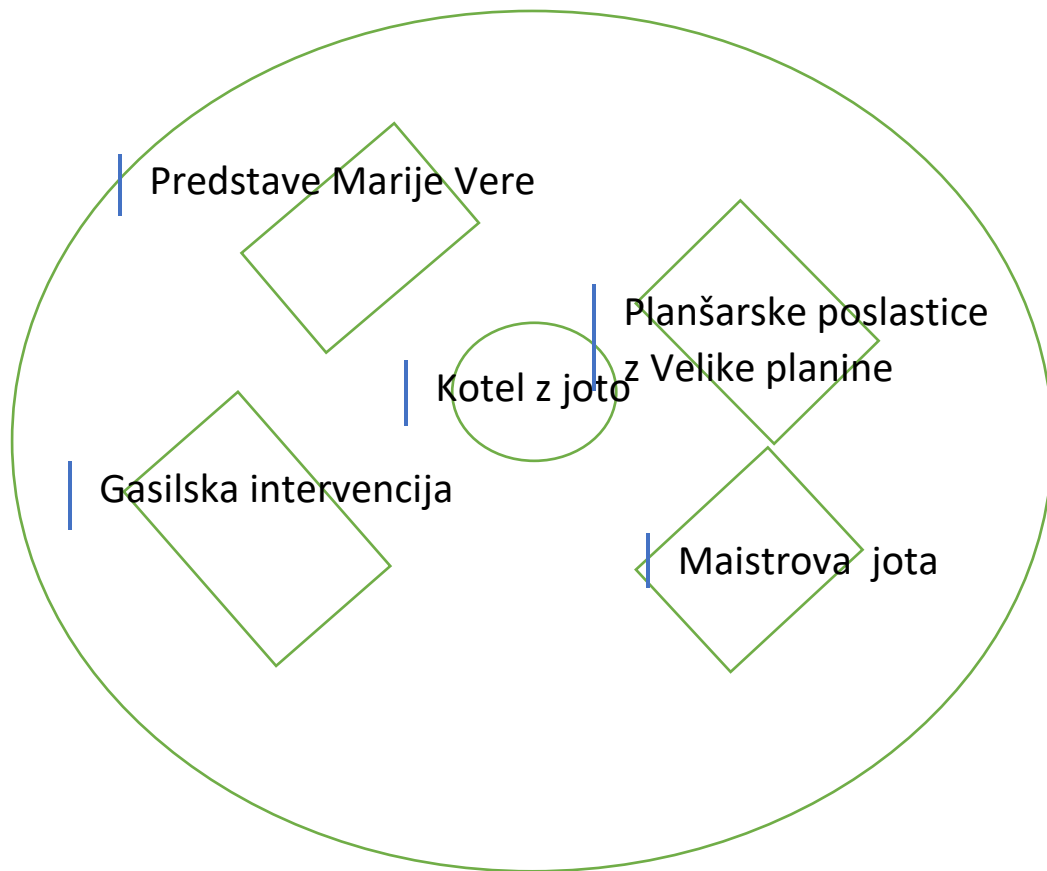 Predstave Marije Vere
Planšarske poslastice
z Velike planine
Kotel z joto
Gasilska intervencija
Maistrova  jota